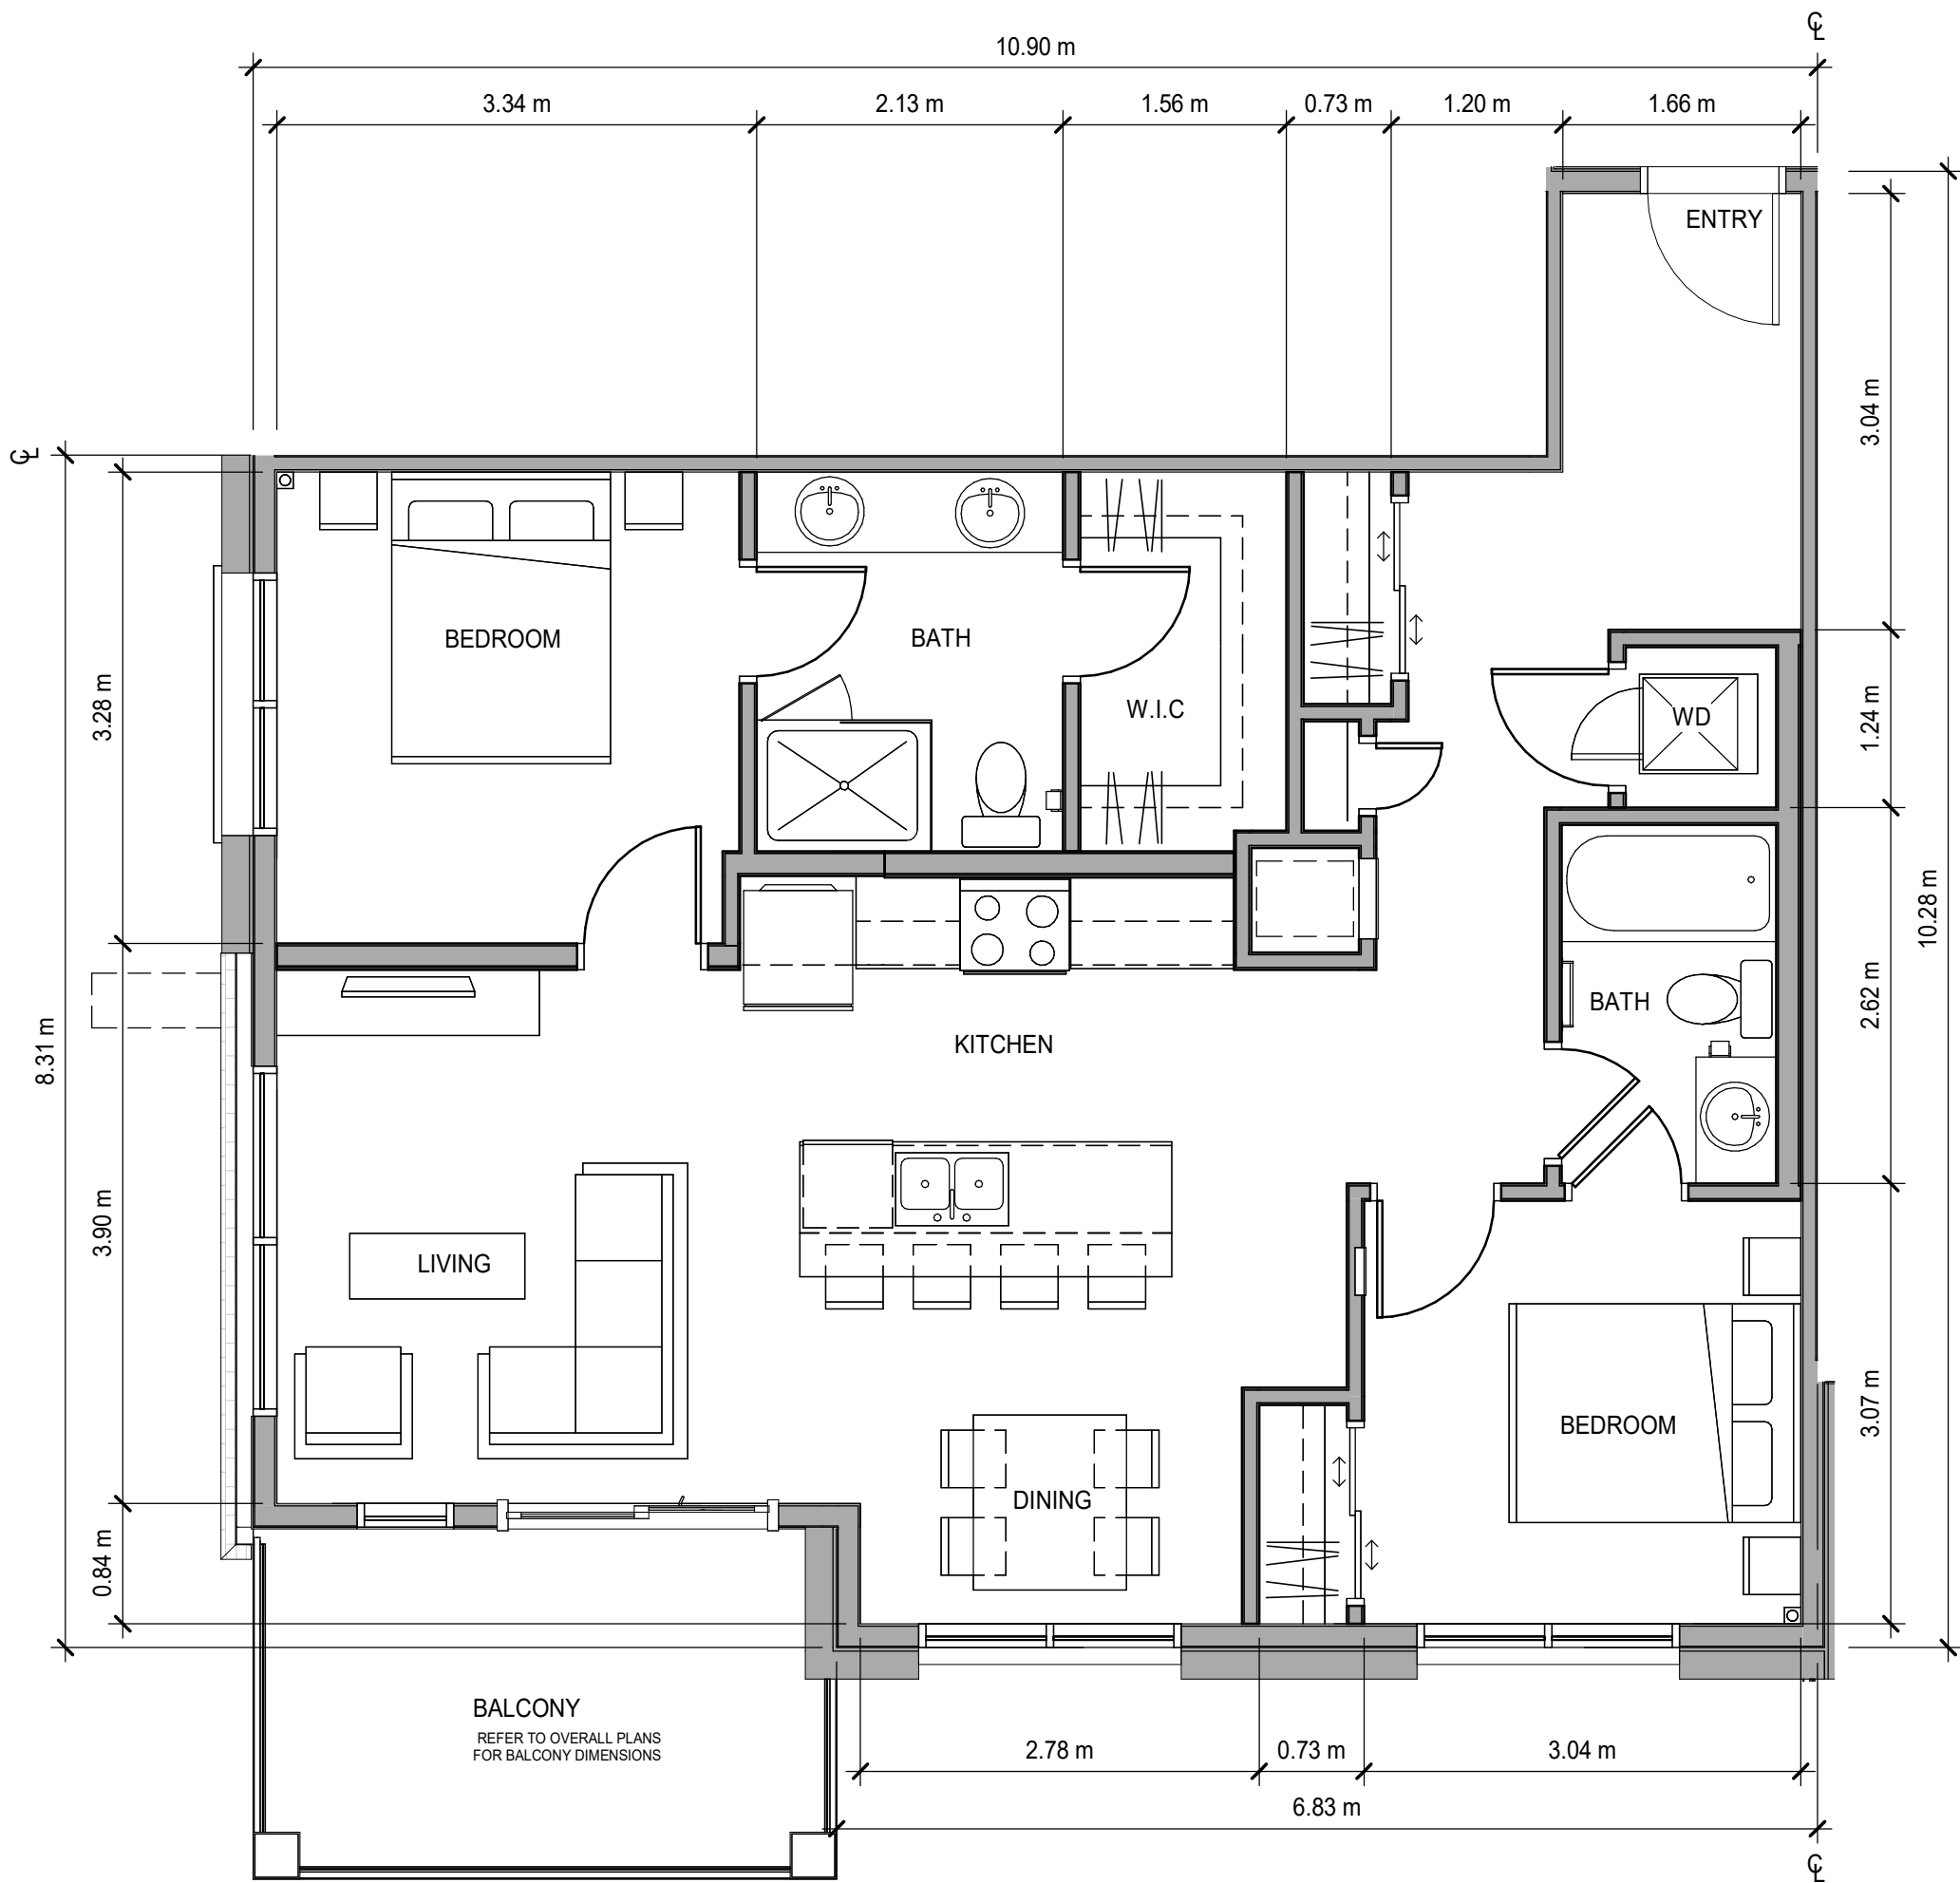 ℄
10.90 m
3.34 m
2.13 m
1.56 m
0.73 m
1.20 m
1.66 m
ENTRY
3.04 m
℄
BEDROOM
BATH
W.I.C
WD
3.28 m
1.24 m
10.28 m
BATH
2.62 m
KITCHEN
8.31 m
3.90 m
LIVING
BEDROOM
3.07 m
DINING
0.84 m
BALCONY
REFER TO OVERALL PLANS
FOR BALCONY DIMENSIONS
2.78 m
0.73 m
3.04 m
6.83 m
℄